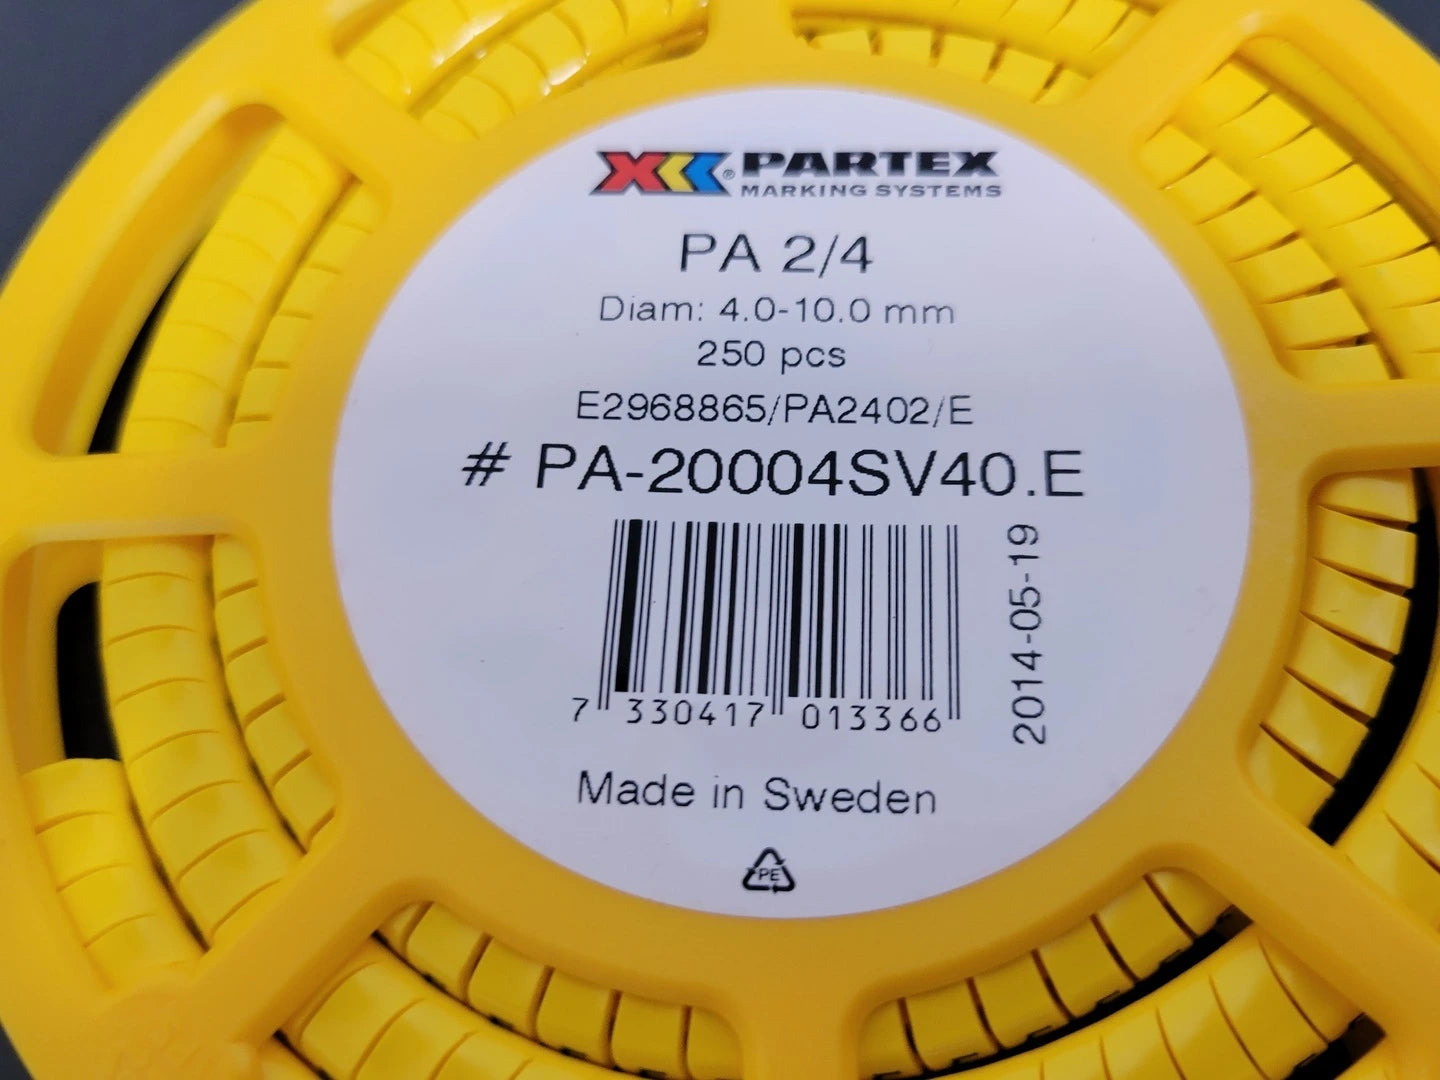 PARTEX
MARKING SYSTEMS
PA 2/4
Diam: 4.0-10.0 mm
250 pcs
E2968865/PA2402/E
# PA-20004SV40.E
7 330417 013366
2014-05-19
Made in Sweden
PE